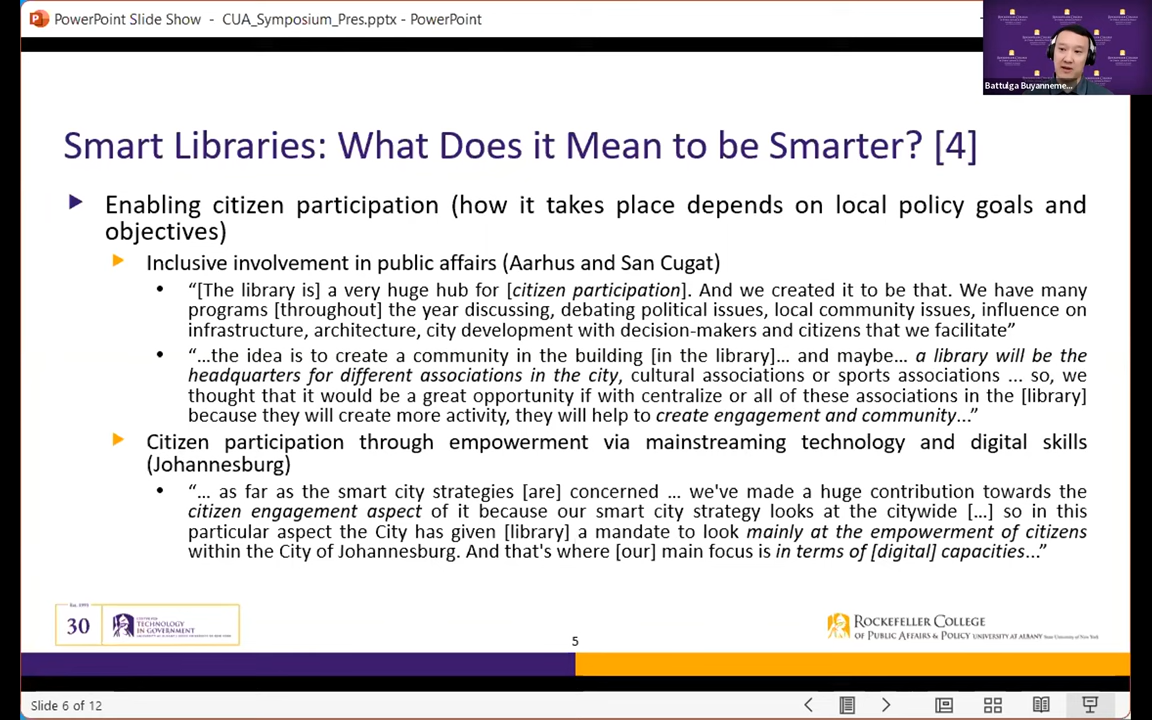 PowerPoint Slide Show - CUA_Symposium_Pres.pptx - PowerPoint
Battulga Buyanneme...
Smart Libraries: What Does it Mean to be Smarter? [4]
Enabling citizen participation (how it takes place depends on local policy goals and
objectives)
Inclusive involvement in public affairs (Aarhus and San Cugat)
• “[The library is] a very huge hub for [citizen participation]. And we created it to be that. We have many
programs [throughout] the year discussing, debating political issues, local community issues, influence on
infrastructure, architecture, city development with decision-makers and citizens that we facilitate”
• “…the idea is to create a community in the building [in the library]… and maybe… a library will be the
headquarters for different associations in the city, cultural associations or sports associations ... so, we
thought that it would be a great opportunity if with centralize or all of these associations in the [library]
because they will create more activity, they will help to create engagement and community…”
Citizen participation through empowerment via mainstreaming technology and digital skills
(Johannesburg)
• “… as far as the smart city strategies [are] concerned … we've made a huge contribution towards the
citizen engagement aspect of it because our smart city strategy looks at the citywide […] so in this
particular aspect the City has given [library] a mandate to look mainly at the empowerment of citizens
within the City of Johannesburg. And that's where [our] main focus is in terms of [digital] capacities…”
Est. 1993
30
CENTER FOR
TECHNOLOGY
IN GOVERNMENT
5
ROCKEFELLER COLLEGE
OF PUBLIC AFFAIRS & POLICY UNIVERSITY AT ALBANY State University of New York
Slide 6 of 12